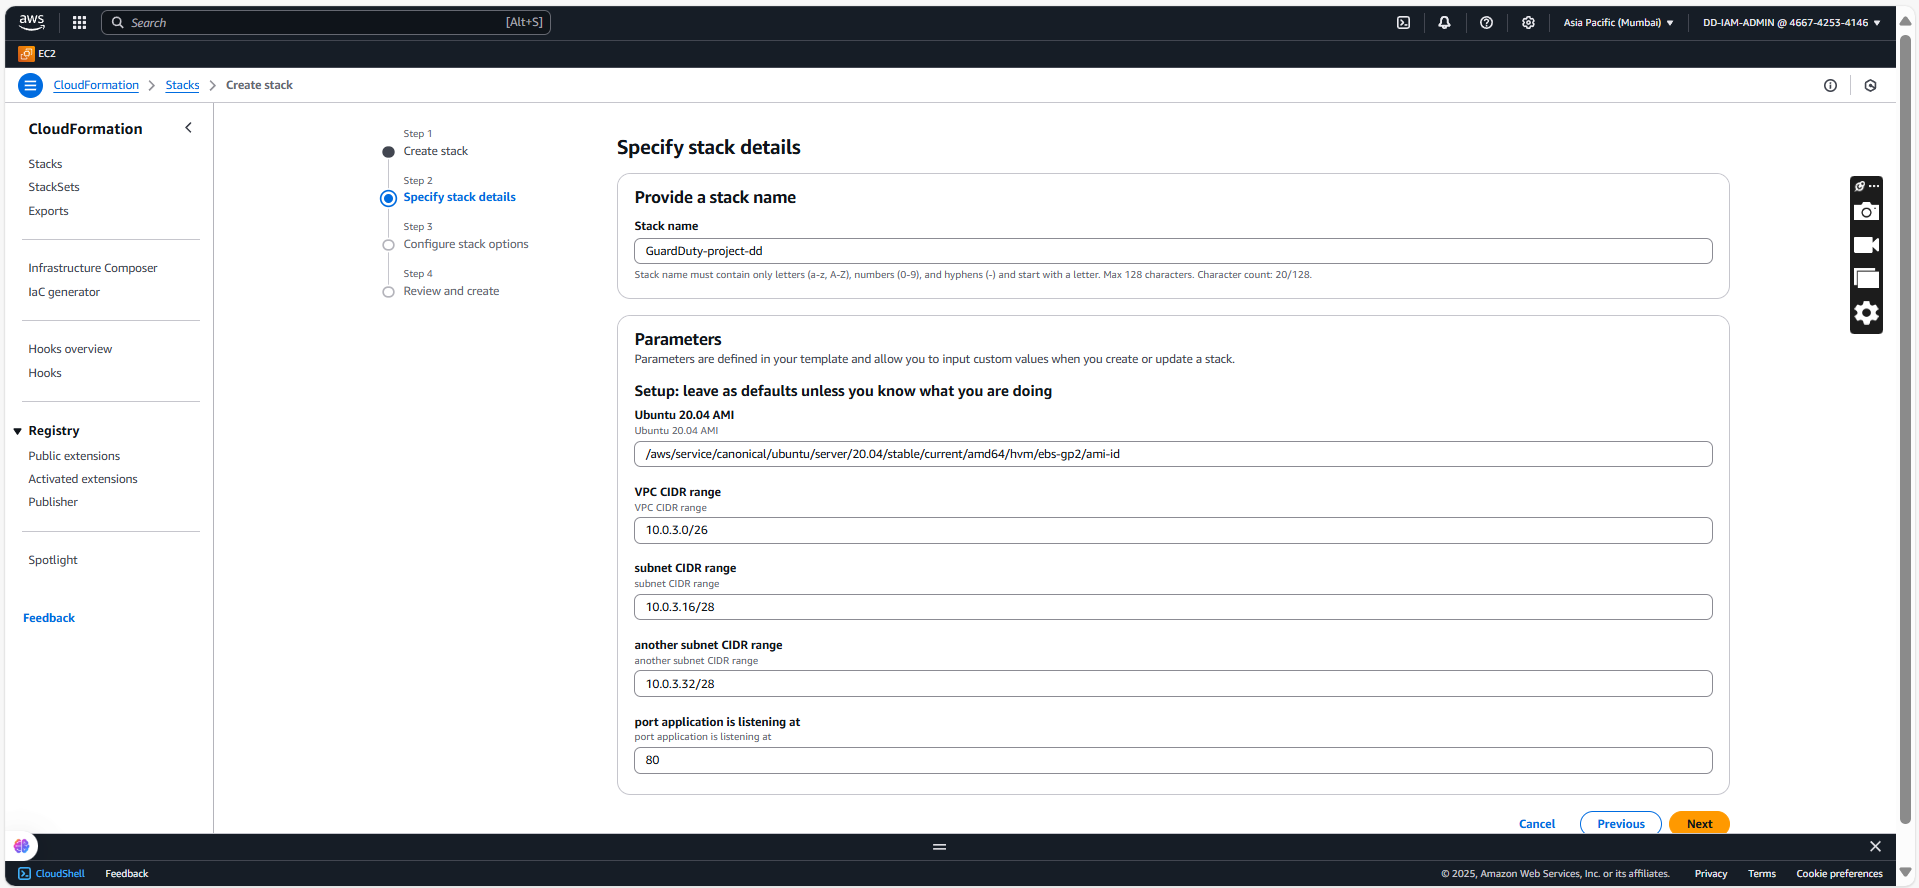 aws
Search
[Alt+S]
Asia Pacific (Mumbai)
DD-IAM-ADMIN @ 4667-4253-4146
EC2
CloudFormation
Stacks
Create stack
CloudFormation
Stacks
StackSets
Exports
Infrastructure Composer
IaC generator
Hooks overview
Hooks
Registry
Public extensions
Activated extensions
Publisher
Spotlight
Feedback
Step 1
Create stack
Step 2
Specify stack details
Step 3
Configure stack options
Step 4
Review and create
Specify stack details
Provide a stack name
Stack name
GuardDuty-project-dd
Stack name must contain only letters (a-z, A-Z), numbers (0-9), and hyphens (-) and start with a letter. Max 128 characters. Character count: 20/128.
Parameters
Parameters are defined in your template and allow you to input custom values when you create or update a stack.
Setup: leave as defaults unless you know what you are doing
Ubuntu 20.04 AMI
Ubuntu 20.04 AMI
/aws/service/canonical/ubuntu/server/20.04/stable/current/amd64/hvm/ebs-gp2/ami-id
VPC CIDR range
VPC CIDR range
10.0.3.0/26
subnet CIDR range
subnet CIDR range
10.0.3.16/28
another subnet CIDR range
another subnet CIDR range
10.0.3.32/28
port application is listening at
port application is listening at
80
Cancel
Previous
Next
CloudShell
Feedback
© 2025, Amazon Web Services, Inc. or its affiliates.
Privacy
Terms
Cookie preferences